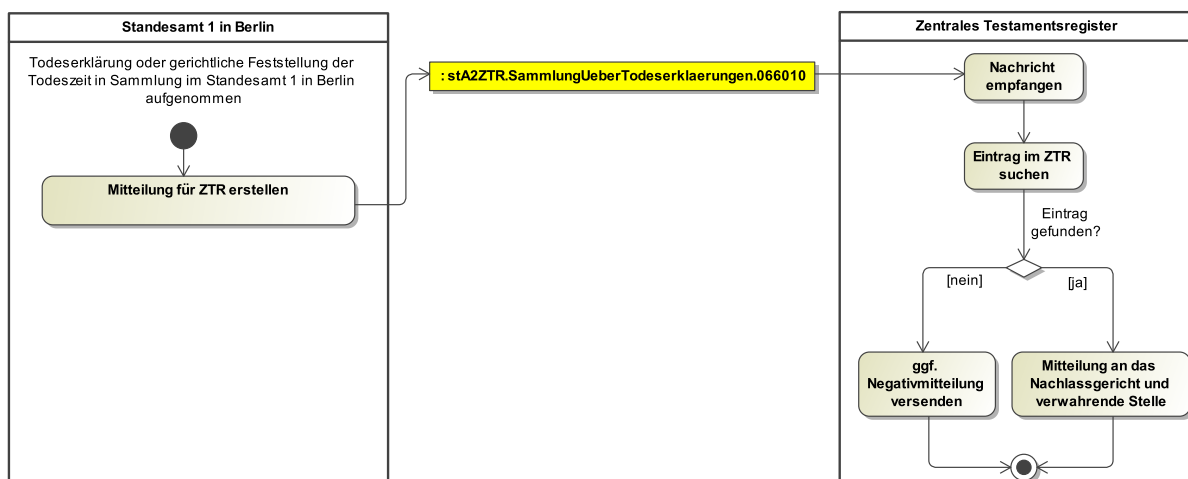 Standesamt 1 in Berlin
Todeserklärung oder gerichtliche Feststellung der
Todeszeit in Sammlung im Standesamt 1 in Berlin
aufgenommen
Mitteilung für ZTR erstellen
: stA2ZTR.SammlungUeberTodeserklaerungen.066010
Zentrales Testamentsregister
Nachricht
empfangen
Eintrag im ZTR
suchen
Eintrag
gefunden?
[nein]
[ja]
ggf.
Negativmitteilung
versenden
Mitteilung an das
Nachlassgericht und
verwahrende Stelle